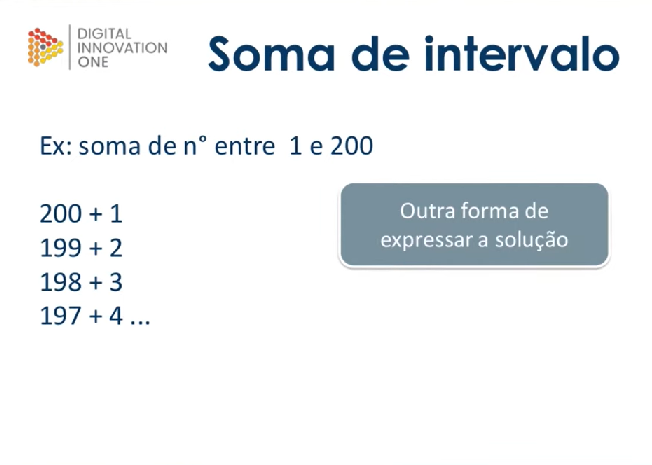 DIGITAL
INNOVATION
ONE
Soma de intervalo
Ex: soma de n° entre 1 e 200
200 + 1
199 + 2
198 + 3
197 + 4 ...
Outra forma de
expressar a solução